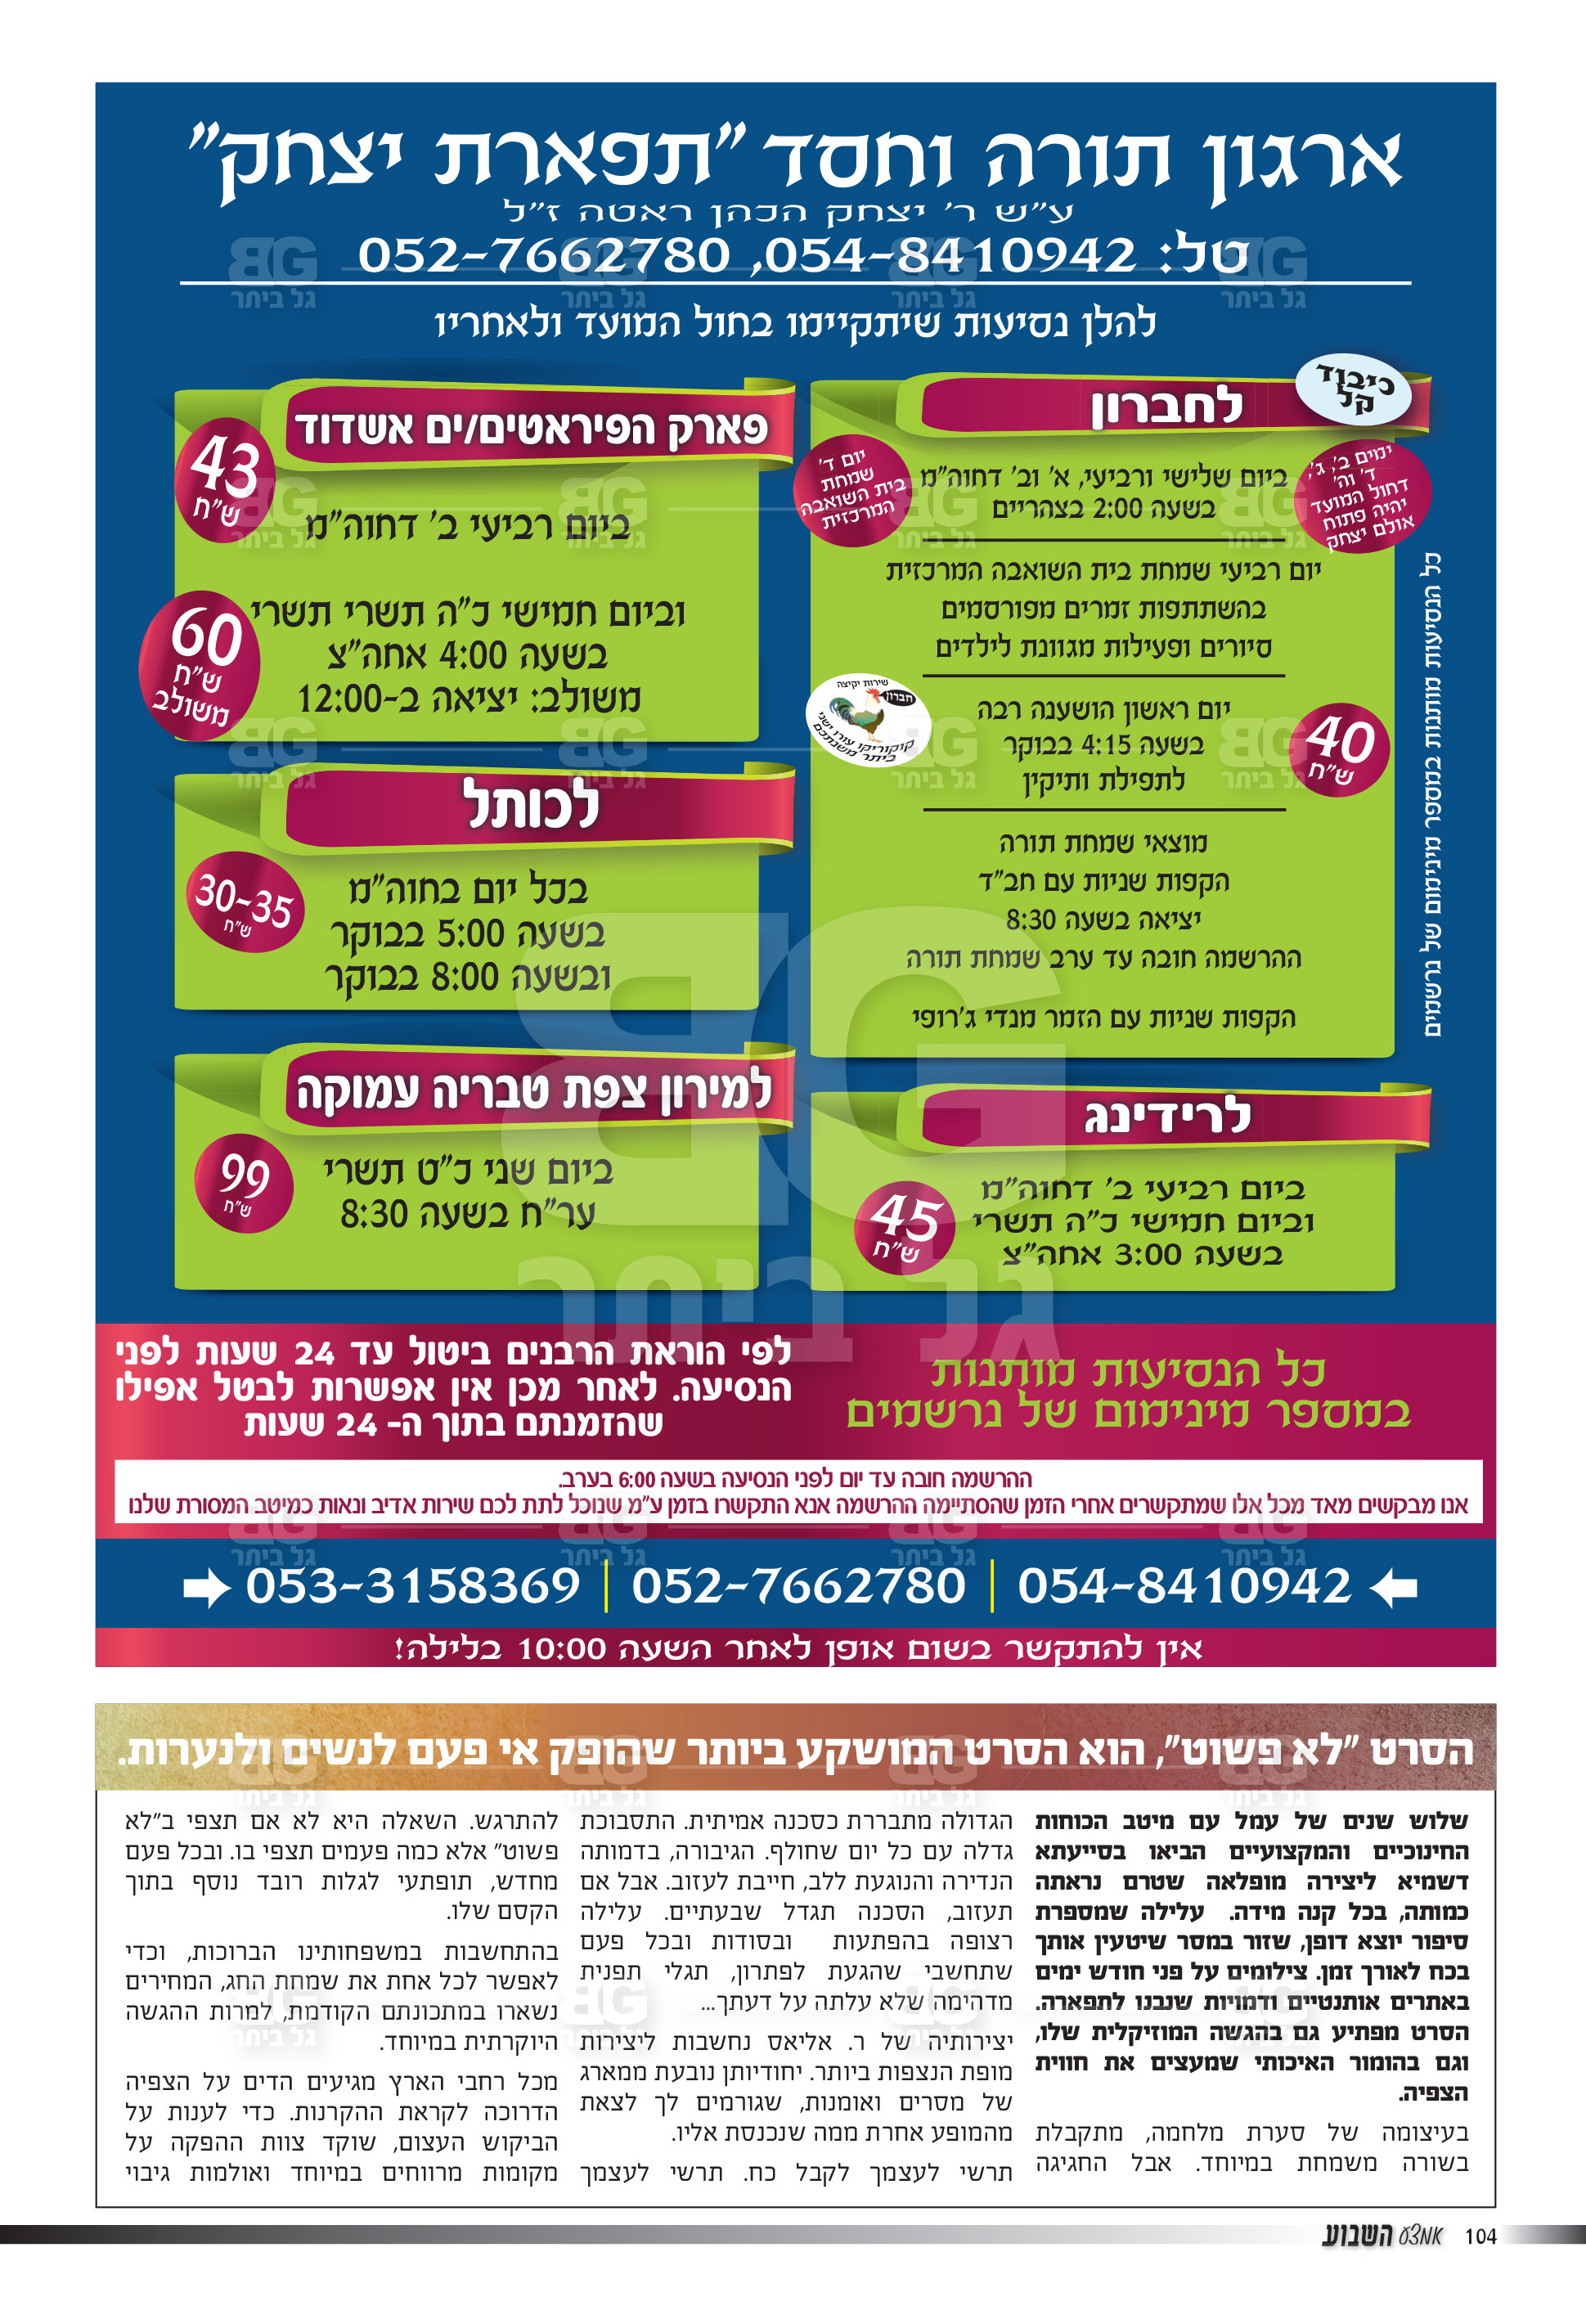 ארגון תורה וחסד "תפארת יצחק"
ע"ש ר' יצחק הכהן ראטה ז"ל
טל: 054-8410942, 052-7662780
להלן נסיעות שיתקיימו בחול המועד ולאחריו
כיבוד
קל
לחברון
ימים ב', ג',
ד' וה'
דחול המועד
יהיה פתוח
אולם יצחק
ביום שלישי ורביעי, א' וב' דחוה"מ
בשעה 2:00 בצהריים
יום ד'
שמחת
בית השואבה
המרכזית
יום רביעי שמחת בית השואבה המרכזית
בהשתתפות זמרים מפורסמים
סיורים ופעילות מגוונת לילדים
יום ראשון הושענה רבה
בשעה 4:15 בבוקר
לתפילת ותיקין
40
ש"ח
שירות יקיצה
חברון
קוקוריקו עורו ישני
ביתר משנתכם
מוצאי שמחת תורה
הקפות שניות עם חב"ד
יציאה בשעה 8:30
ההרשמה חובה עד ערב שמחת תורה
הקפות שניות עם הזמר מנדי ג'רופי
כל הנסיעות מותנות במספר מינימום של נרשמים
לרידינג
ביום רביעי ב' דחוה"מ
וביום חמישי כ"ה תשרי
בשעה 3:00 אחה"צ
45
ש"ח
פארק הפיראטים/ים אשדוד
43
ש"ח
ביום רביעי ב' דחוה"מ
וביום חמישי כ"ה תשרי תשרי
בשעה 4:00 אחה"צ
משולב: יציאה ב-12:00
60
ש"ח
משולב
לכותל
בכל יום בחוה"מ
בשעה 5:00 בבוקר
ובשעה 8:00 בבוקר
30-35
ש"ח
למירון צפת טבריה עמוקה
ביום שני כ"ט תשרי
ער"ח בשעה 8:30
99
ש"ח
כל הנסיעות מותנות
במספר מינימום של נרשמים
לפי הוראת הרבנים ביטול עד 24 שעות לפני
הנסיעה. לאחר מכן אין אפשרות לבטל אפילו
שהזמנתם בתוך ה- 24 שעות
ההרשמה חובה עד יום לפני הנסיעה בשעה 6:00 בערב.
אנו מבקשים מאד מכל אלו שמתקשרים אחרי הזמן שהסתיימה ההרשמה אנא התקשרו בזמן ע"מ שנוכל לתת לכם שירות אדיב ונאות כמיטב המסורת שלנו
054-8410942 | 052-7662780 | 053-3158369
אין להתקשר בשום אופן לאחר השעה 10:00 בלילה!
BG
גל ביתר
הסרט "לא פשוט", הוא הסרט המושקע ביותר שהופק אי פעם לנשים ולנערות.
שלוש שנים של עמל עם מיטב הכוחות
החינוכיים והמקצועיים הביאו בסייעתא
דשמיא ליצירה מופלאה שטרם נראתה
כמותה, בכל קנה מידה. עלילה שמספרת
סיפור יוצא דופן, שזור במסר שיטעין אותך
בכח לאורך זמן. צילומים על פני חודש ימים
באתרים אותנטיים ודמויות שנבנו לתפארה.
הסרט מפתיע גם בהגשה המוזיקלית שלו,
וגם בהומור האיכותי שמעצים את חווית
הצפיה.
בעיצומה של סערת מלחמה, מתקבלת
בשורה משמחת במיוחד. אבל החגיגה
הגדולה מתבררת כסכנה אמיתית. התסבוכת
גדלה עם כל יום שחולף. הגיבורה, בדמותה
הנדירה והנוגעת ללב, חייבת לעזוב. אבל אם
תעזוב, הסכנה תגדל שבעתיים. עלילה
רצופה בהפתעות ובסודות ובכל פעם
שתחשבי שהגעת לפתרון, תגלי תפנית
מדהימה שלא עלתה על דעתך...
יצירותיה של ר. אליאס נחשבות ליצירות
מופת הנצפות ביותר. יחודיותן נובעת ממארג
של מסרים ואומנות, שגורמים לך לצאת
מהמופע אחרת ממה שנכנסת אליו.
תרשי לעצמך לקבל כח. תרשי לעצמך
להתרגש. השאלה היא לא אם תצפי ב"לא
פשוט" אלא כמה פעמים תצפי בו. ובכל פעם
מחדש, תופתעי לגלות רובד נוסף בתוך
הקסם שלו.
בהתחשבות במשפחותינו הברוכות, וכדי
לאפשר לכל אחת את שמחת החג, המחירים
נשארו במתכונתם הקודמת, למרות ההגשה
היוקרתית במיוחד.
מכל רחבי הארץ מגיעים הדים על הצפיה
הדרוכה לקראת ההקרנות. כדי לענות על
הביקוש העצום, שוקד צוות ההפקה על
מקומות מרווחים במיוחד ואולמות גיבוי
104 אמצע השבוע